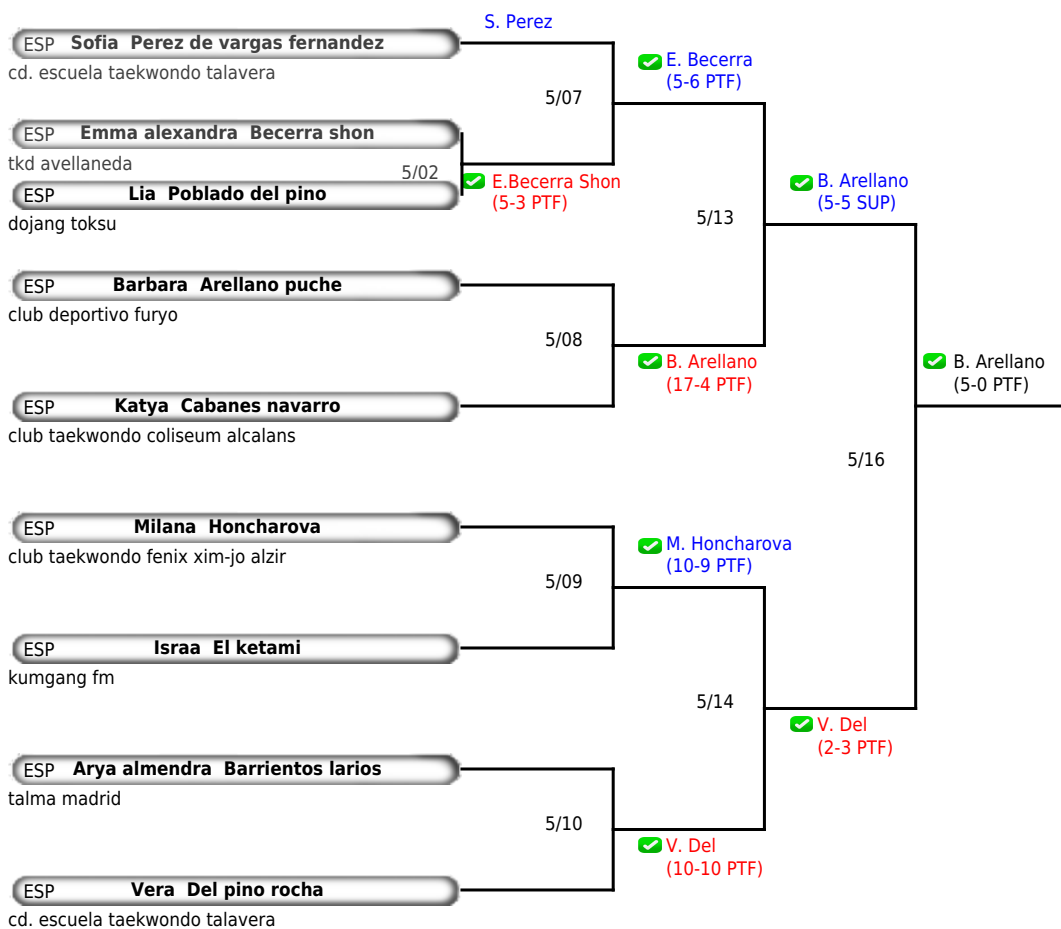 S. Perez
ESP Sofia Perez de vargas fernandez
cd. escuela taekwondo talavera
E. Becerra
(5-6 PTF)
5/07
ESP Emma alexandra Becerra shon
tkd avellaneda
5/02
E.Becerra Shon
(5-3 PTF)
ESP Lia Poblado del pino
dojang toksu
B. Arellano
(5-5 SUP)
5/13
ESP Barbara Arellano puche
club deportivo furyo
5/08
B. Arellano
(17-4 PTF)
B. Arellano
(5-0 PTF)
ESP Katya Cabanes navarro
club taekwondo coliseum alcalans
5/16
ESP Milana Honcharova
club taekwondo fenix xim-jo alzir
M. Honcharova
(10-9 PTF)
5/09
ESP Israa El ketami
kumgang fm
5/14
V. Del
(2-3 PTF)
ESP Arya almendra Barrientos larios
talma madrid
5/10
V. Del
(10-10 PTF)
ESP Vera Del pino rocha
cd. escuela taekwondo talavera